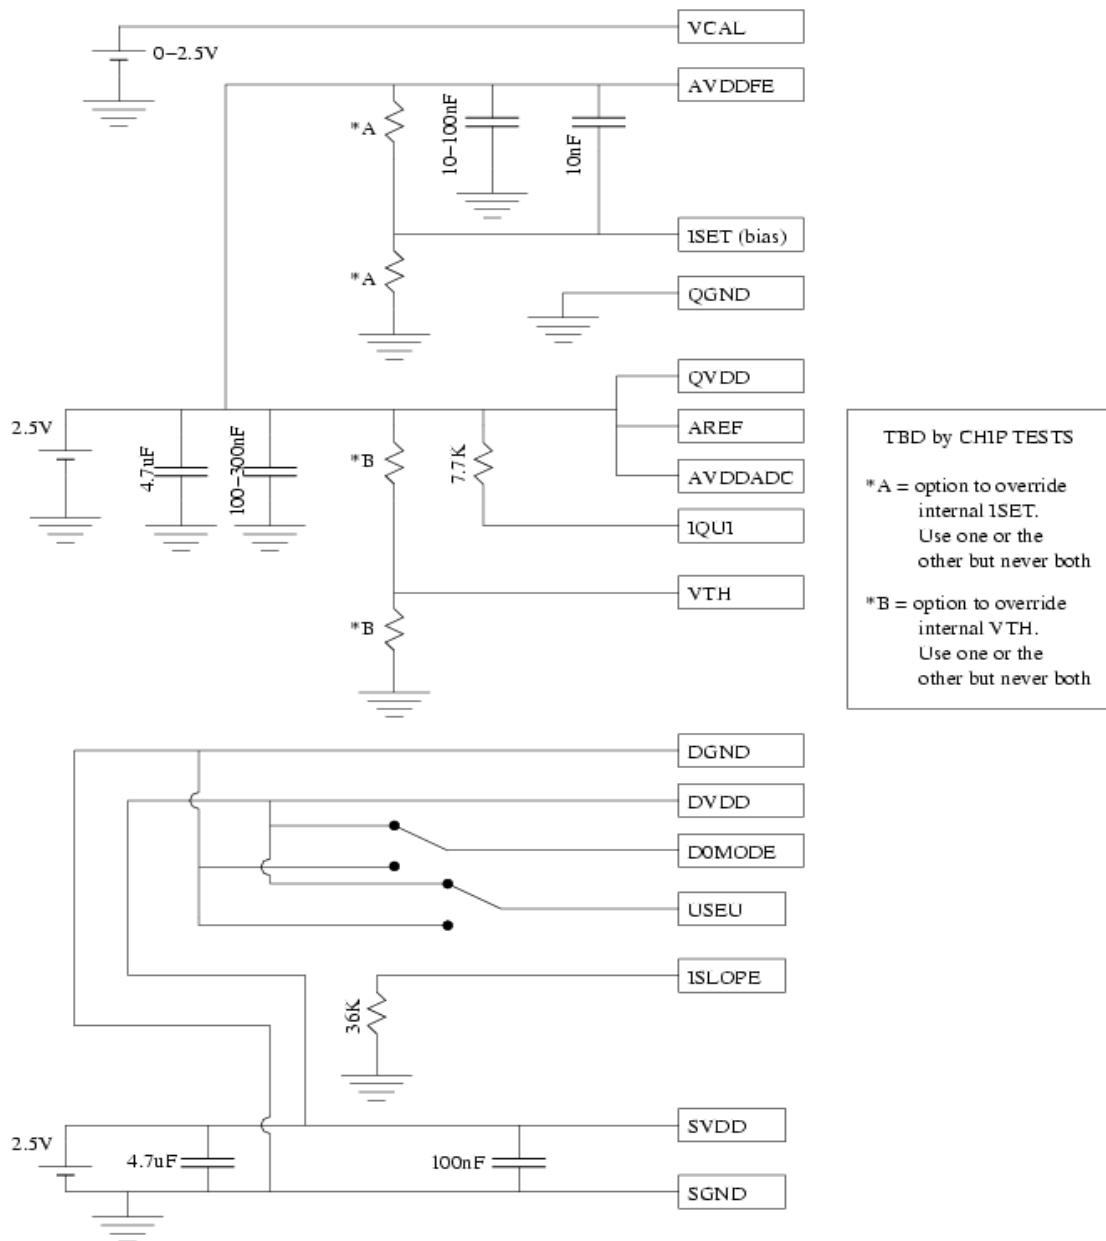 VCAL
0-2.5V
AVDDFE
*A
10-100nF
10nF
ISET (bias)
*A
QGND
QVDD
2.5V
AREF
4.7uF
100-300nF
*B
7.7K
AVDDADC
IQUI
VTH
*B
TBD by CHIP TESTS
*A = option to override
internal ISET.
Use one or the
other but never both
*B = option to override
internal VTH.
Use one or the
other but never both
DGND
DVDD
D0MODE
USEU
ISLOPE
36K
SVDD
2.5V
4.7uF
100nF
SGND